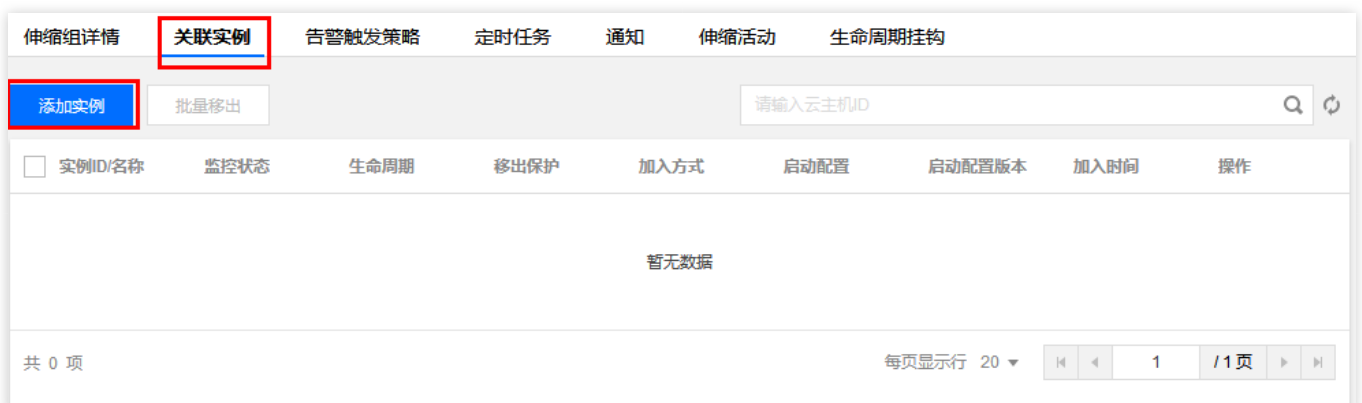 伸缩组详情 关联实例 告警触发策略 定时任务 通知 伸缩活动 生命周期挂钩
添加实例 批量移出 请输入云主机ID
实例ID/名称 监控状态 生命周期 移出保护 加入方式 启动配置 启动配置版本 加入时间 操作
暂无数据
共 0 项 每页显示行 20 1 /1页